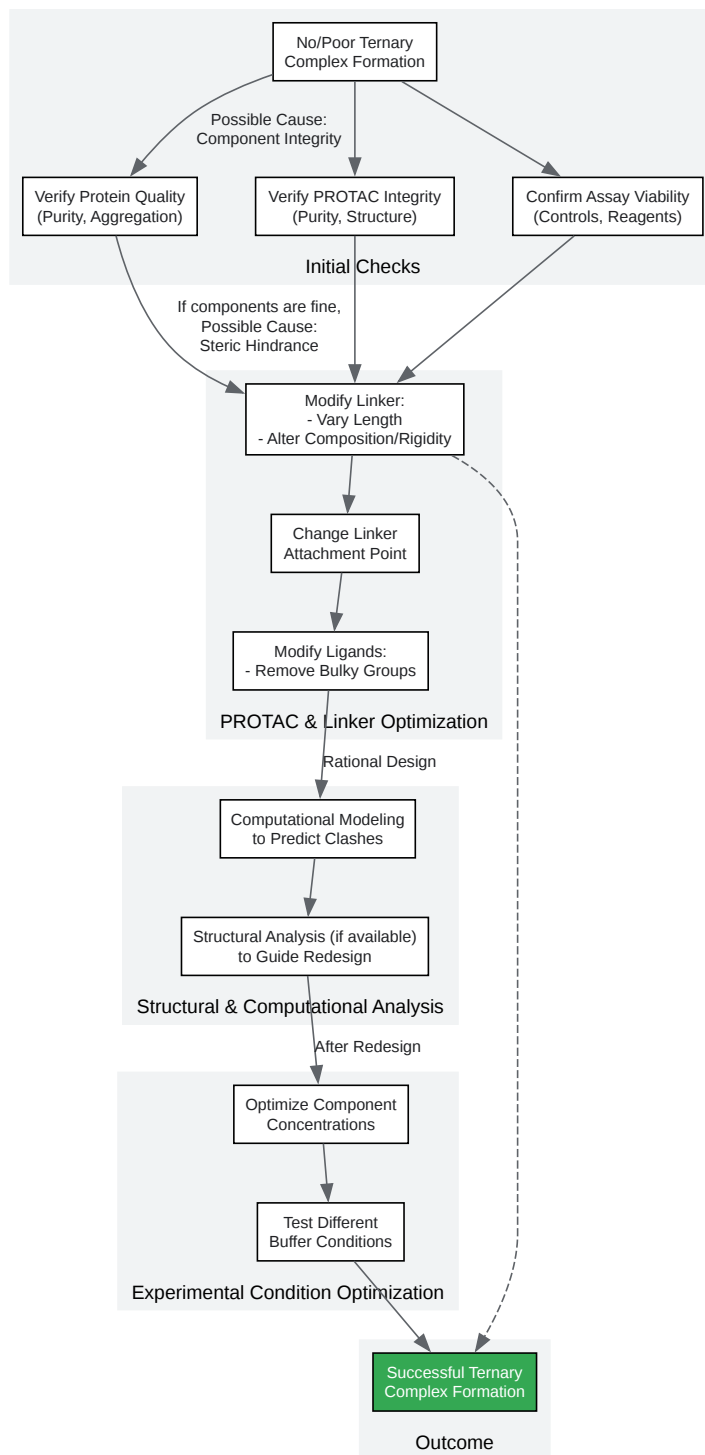 No/Poor Ternary
Complex Formation
Possible Cause:
Component Integrity
Verify Protein Quality
(Purity, Aggregation)
Verify PROTAC Integrity
(Purity, Structure)
Confirm Assay Viability
(Controls, Reagents)
Initial Checks
If components are fine,
Possible Cause:
Steric Hindrance
Modify Linker:
- Vary Length
- Alter Composition/Rigidity
Change Linker
Attachment Point
Modify Ligands:
- Remove Bulky Groups
PROTAC & Linker Optimization
Rational Design
Computational Modeling
to Predict Clashes
Structural Analysis (if available)
to Guide Redesign
Structural & Computational Analysis
After Redesign
Optimize Component
Concentrations
Test Different
Buffer Conditions
Experimental Condition Optimization
Successful Ternary
Complex Formation
Outcome